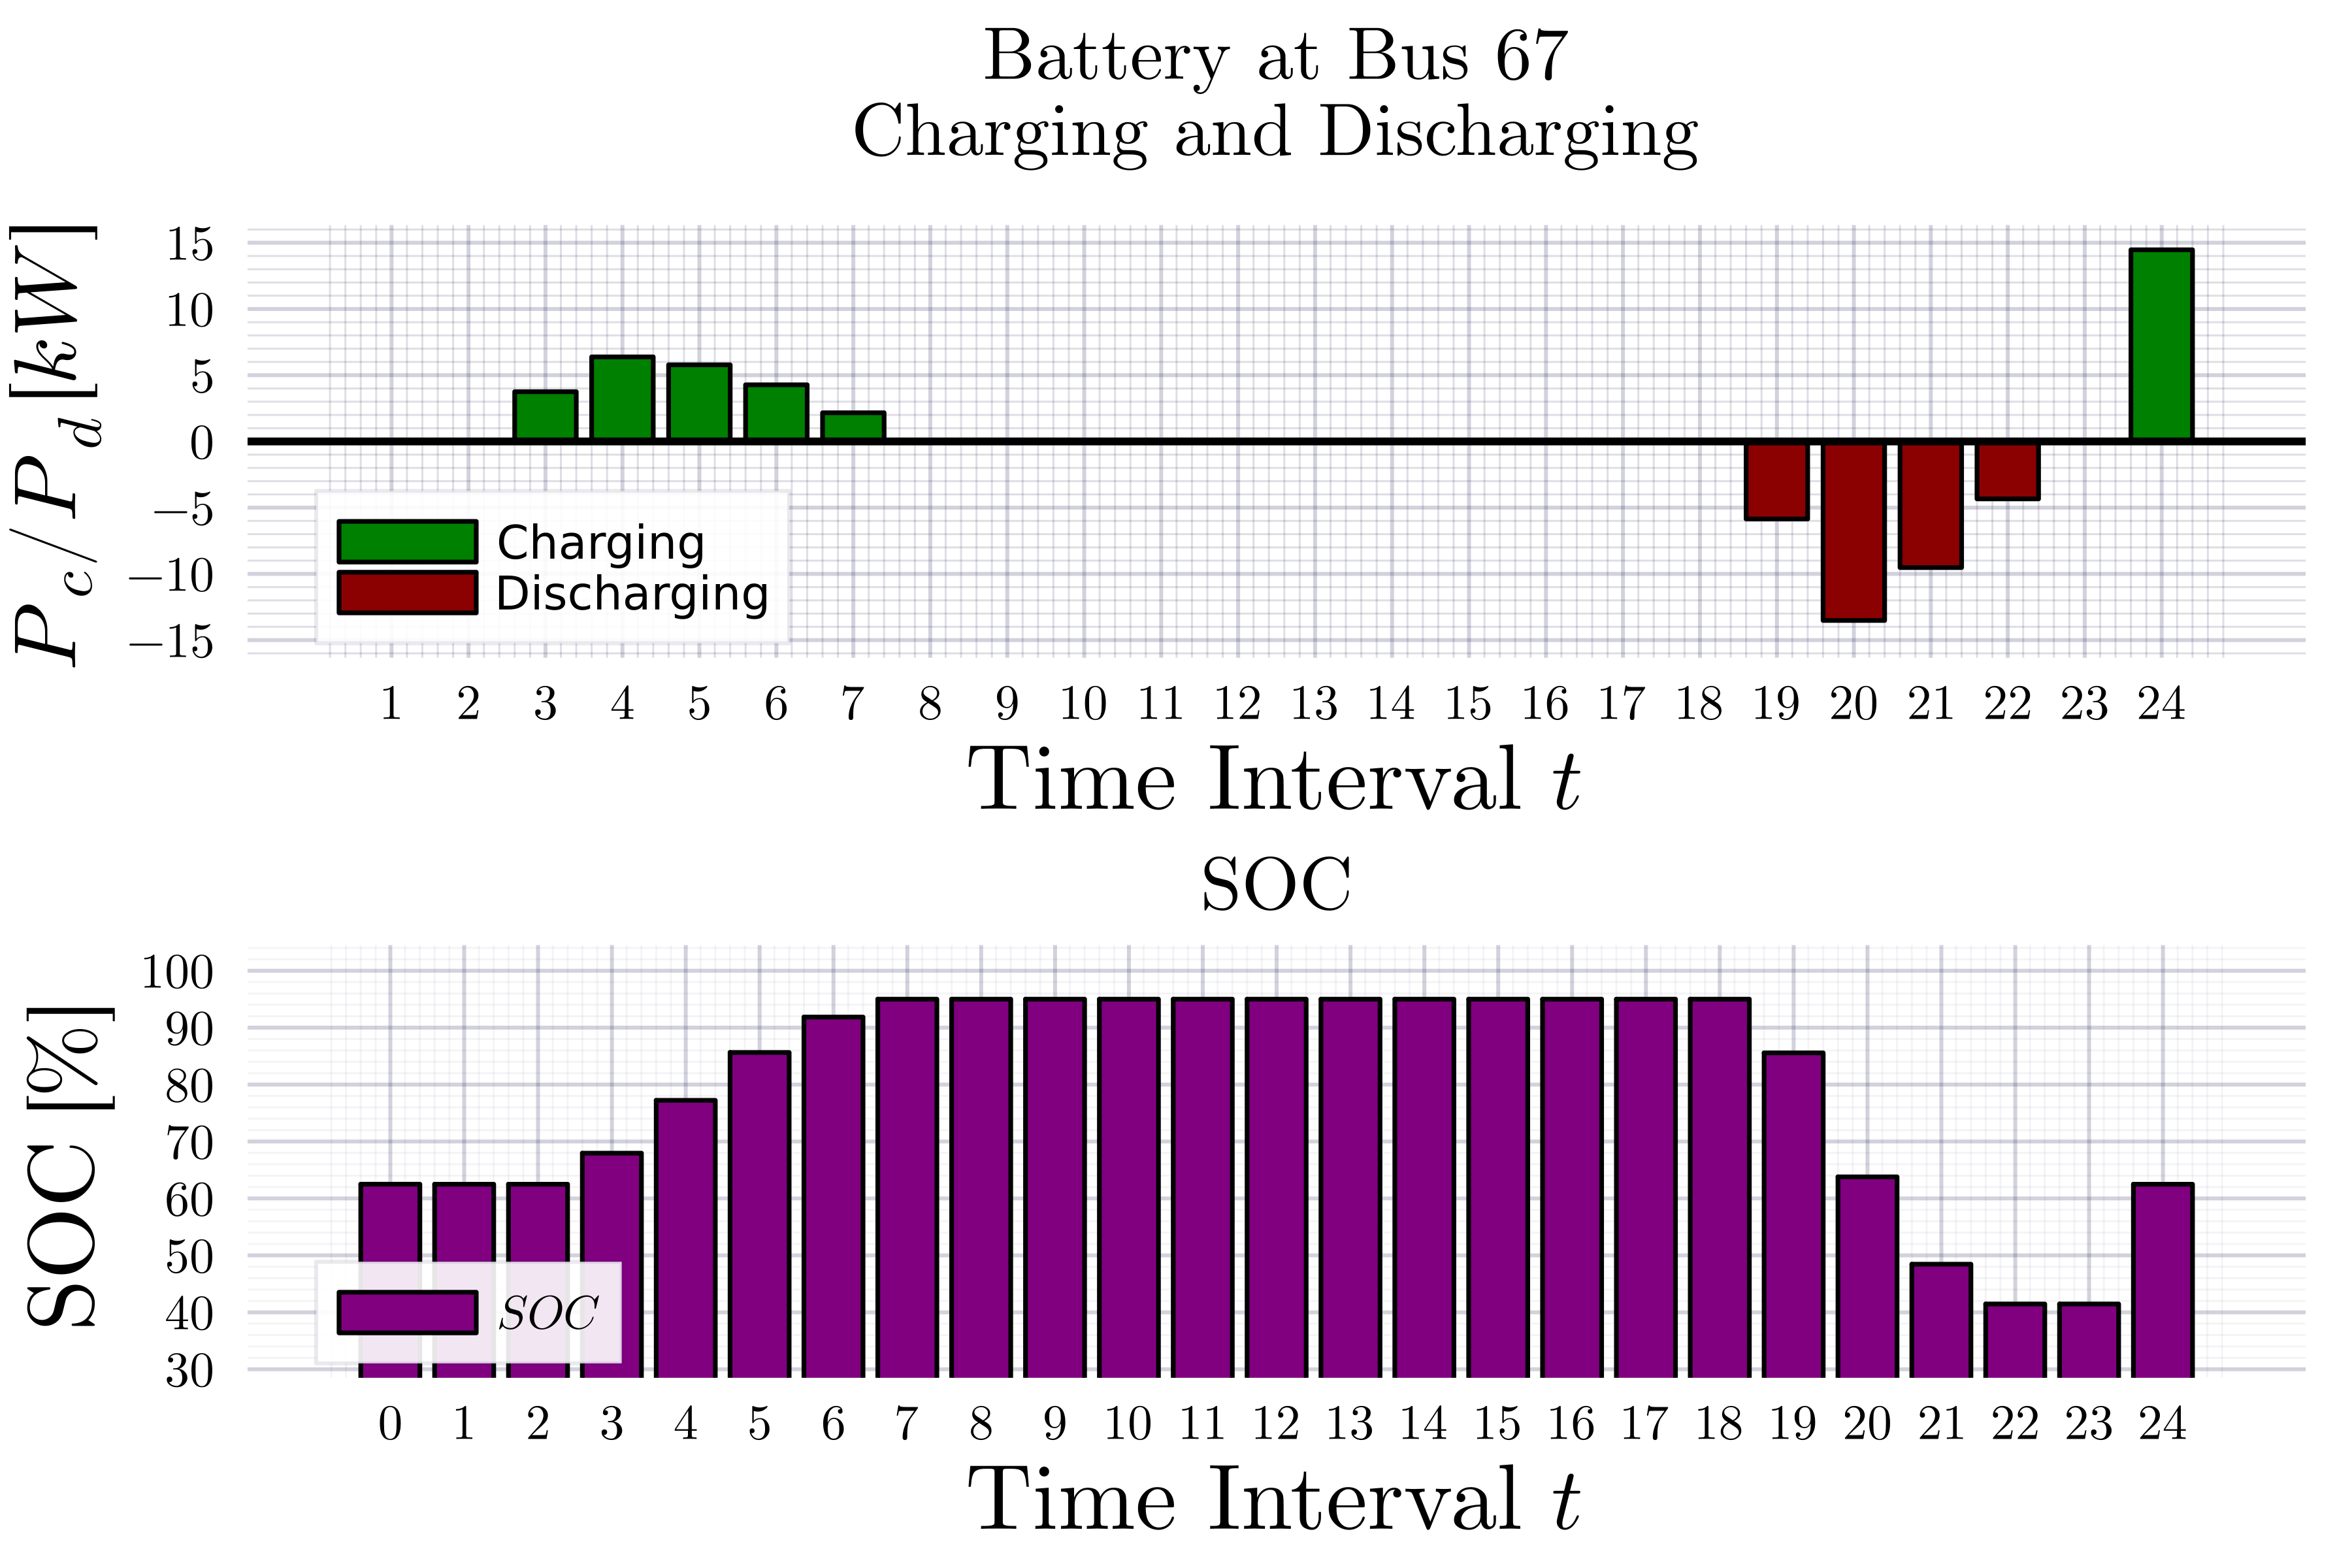 Battery at Bus 67
Charging and Discharging
P_c/P_d [kW]
15
10
5
0
−5
−10
−15
Charging
Discharging
1 2 3 4 5 6 7 8 9 10 11 12 13 14 15 16 17 18 19 20 21 22 23 24
Time Interval t
SOC
SOC [%]
100
90
80
70
60
50
40
30
SOC
0 1 2 3 4 5 6 7 8 9 10 11 12 13 14 15 16 17 18 19 20 21 22 23 24
Time Interval t